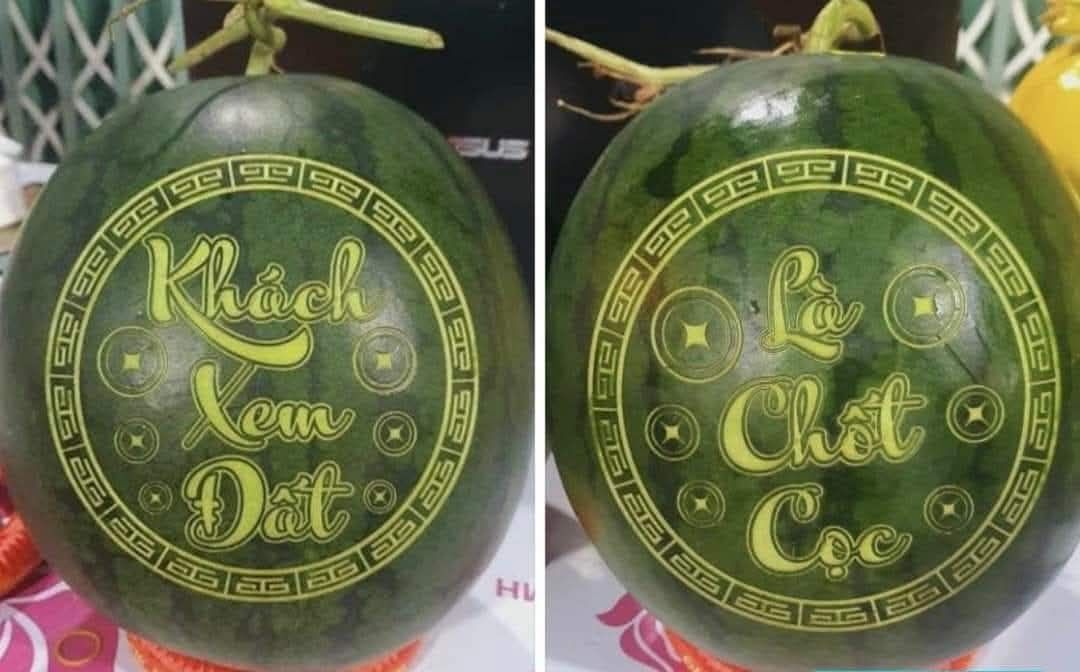 Khách
Xem
Đất
Là
Chốt
Cọc